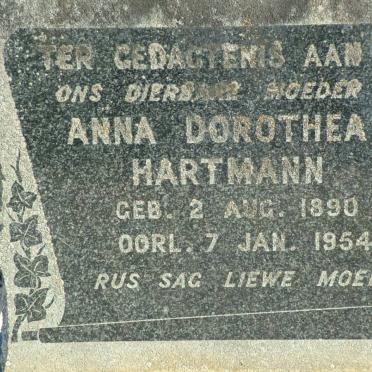 TER GEDAGTENIS AAN
ONS DIERBARE MOEDER
ANNA DOROTHEA
HARTMANN
GEB. 2 AUG. 1890
OORL. 7 JAN. 1954
RUS SAG LIEWE